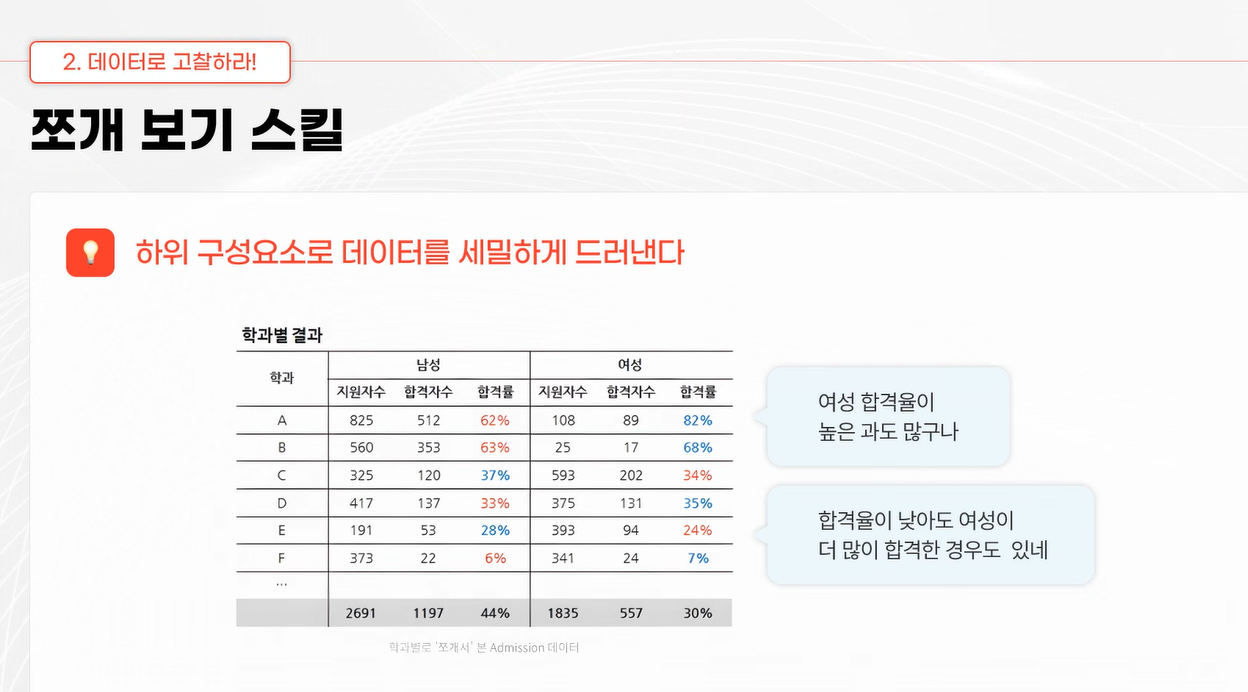 2. 데이터로 고찰하라!
쪼개 보기 스킬
하위 구성요소로 데이터를 세밀하게 드러낸다
학과별 결과
학과 남성 여성
지원자수 합격자수 합격률 지원자수 합격자수 합격률
A 825 512 62% 108 89 82%
B 560 353 63% 25 17 68%
C 325 120 37% 593 202 34%
D 417 137 33% 375 131 35%
E 191 53 28% 393 94 24%
F 373 22 6% 341 24 7%
...
2691 1197 44% 1835 557 30%
학과별로 '쪼개서' 본 Admission 데이터
여성 합격율이
높은 과도 많구나
합격율이 낮아도 여성이
더 많이 합격한 경우도 있네